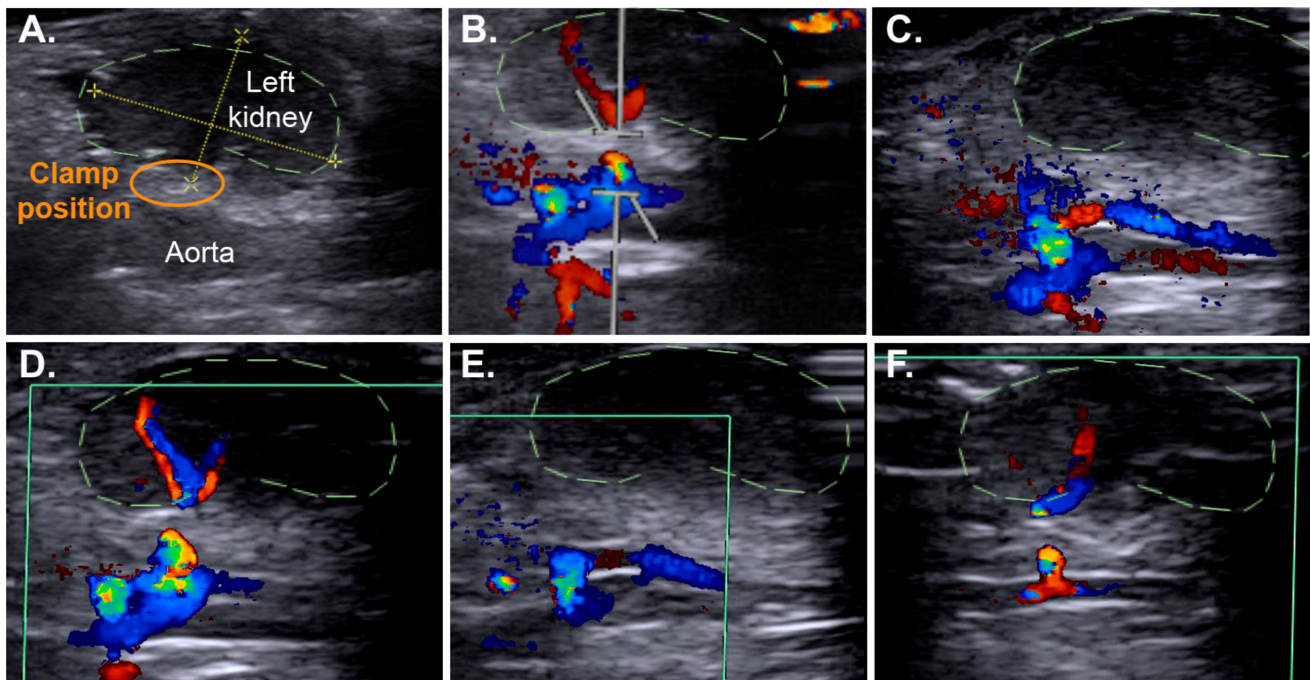 A.
Left
kidney
Clamp
position
Aorta
B.
C.
D.
E.
F.